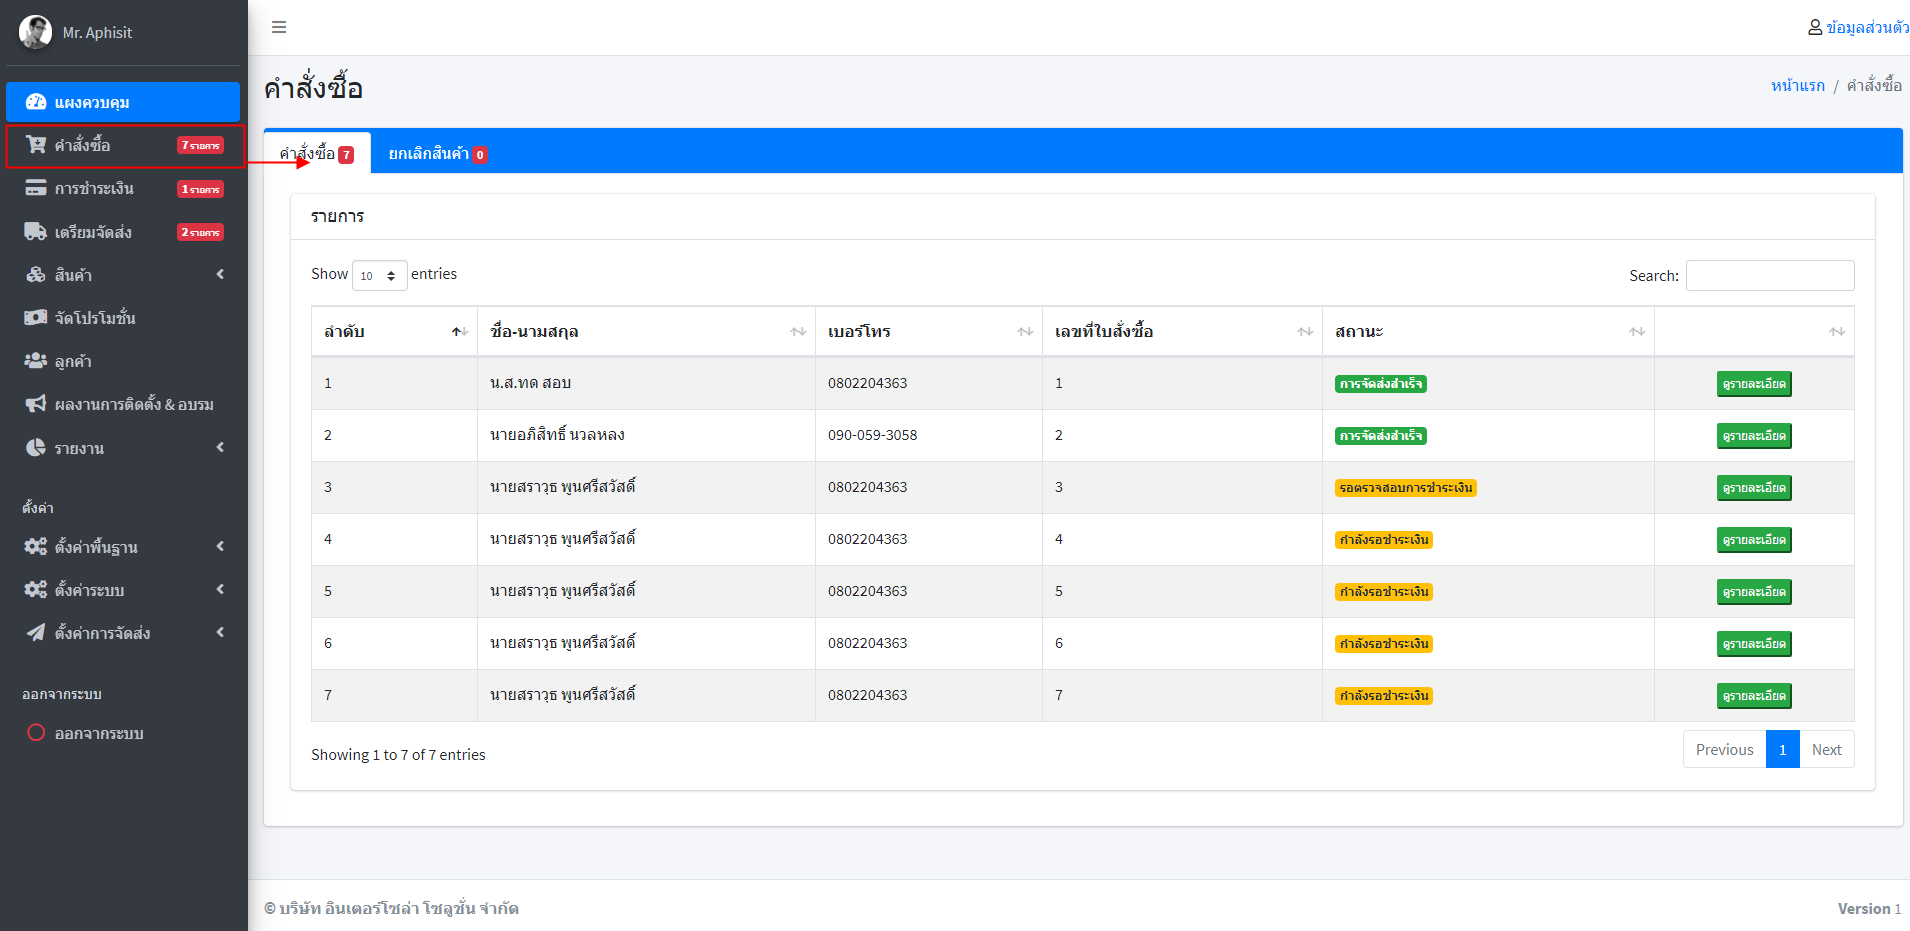 Mr. Aphisit
ข้อมูลส่วนตัว
แผงควบคุม
คำสั่งซื้อ 7 รายการ
การชำระเงิน 1 รายการ
เตรียมจัดส่ง 2 รายการ
สินค้า
จัดโปรโมชั่น
ลูกค้า
ผลงานการติดตั้ง & อบรม
รายงาน
ตั้งค่า
ตั้งค่าพื้นฐาน
ตั้งค่าระบบ
ตั้งค่าการจัดส่ง
ออกจากระบบ
ออกจากระบบ
คำสั่งซื้อ
หน้าแรก / คำสั่งซื้อ
คำสั่งซื้อ 7 ยกเลิกสินค้า 0
รายการ
Show 10 entries Search:
ลำดับ ชื่อ-นามสกุล เบอร์โทร เลขที่ใบสั่งซื้อ สถานะ
1 น.ส.ทด สอบ 0802204363 1 การจัดส่งสำเร็จ ดูรายละเอียด
2 นายอภิสิทธิ์ นวลหลง 090-059-3058 2 การจัดส่งสำเร็จ ดูรายละเอียด
3 นายสราวุธ พูนศรีสวัสดิ์ 0802204363 3 รอตรวจสอบการชำระเงิน ดูรายละเอียด
4 นายสราวุธ พูนศรีสวัสดิ์ 0802204363 4 กำลังรอชำระเงิน ดูรายละเอียด
5 นายสราวุธ พูนศรีสวัสดิ์ 0802204363 5 กำลังรอชำระเงิน ดูรายละเอียด
6 นายสราวุธ พูนศรีสวัสดิ์ 0802204363 6 กำลังรอชำระเงิน ดูรายละเอียด
7 นายสราวุธ พูนศรีสวัสดิ์ 0802204363 7 กำลังรอชำระเงิน ดูรายละเอียด
Showing 1 to 7 of 7 entries
Previous 1 Next
© บริษัท อินเตอร์โซล่า โซลูชั่น จำกัด
Version 1